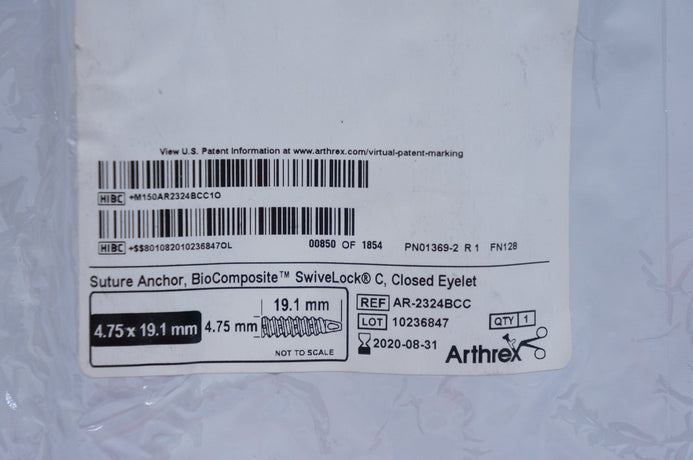 View U.S. Patent Information at www.arthrex.com/virtual-patent-marking
HIBC +M150AR2324BCC1O
HIBC +$$801082010236847OL 00850 OF 1854 PN01369-2 R 1 FN128
Suture Anchor, BioComposite™ SwiveLock® C, Closed Eyelet
4.75 x 19.1 mm
19.1 mm
4.75 mm
NOT TO SCALE
REF AR-2324BCC
LOT 10236847
QTY 1
2020-08-31
Arthrex